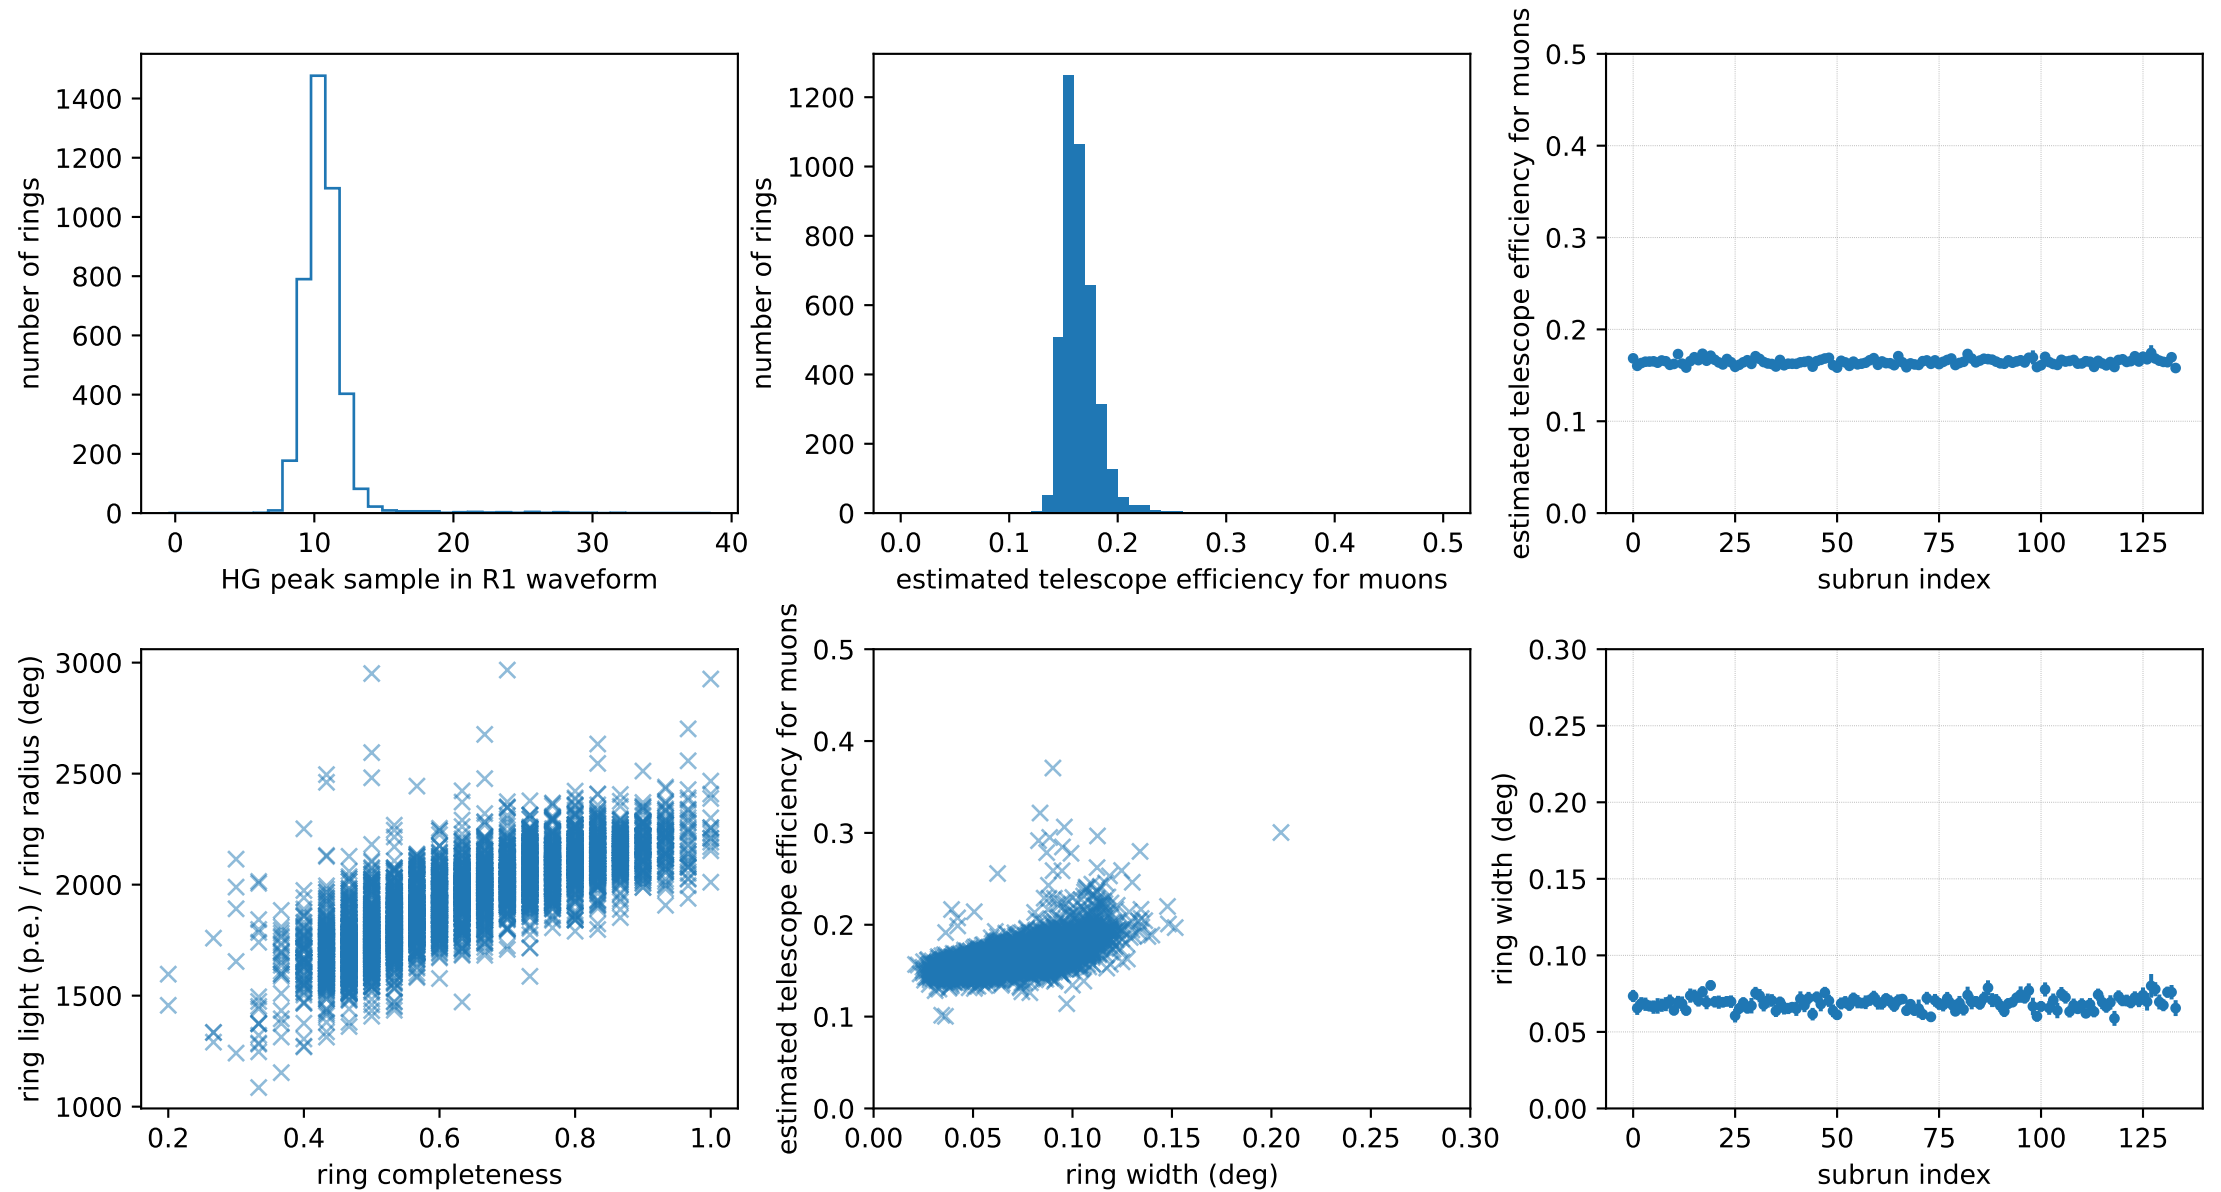 number of rings
1400
1200
1000
800
600
400
200
0
0 10 20 30 40
HG peak sample in R1 waveform
number of rings
1200
1000
800
600
400
200
0
0.0 0.1 0.2 0.3 0.4 0.5
estimated telescope efficiency for muons
estimated telescope efficiency for muons
0.5
0.4
0.3
0.2
0.1
0.0
0 25 50 75 100 125
subrun index
ring light (p.e.) / ring radius (deg)
3000
2500
2000
1500
1000
0.2 0.4 0.6 0.8 1.0
ring completeness
estimated telescope efficiency for muons
0.5
0.4
0.3
0.2
0.1
0.0
0.00 0.05 0.10 0.15 0.20 0.25 0.30
ring width (deg)
ring width (deg)
0.30
0.25
0.20
0.15
0.10
0.05
0.00
0 25 50 75 100 125
subrun index